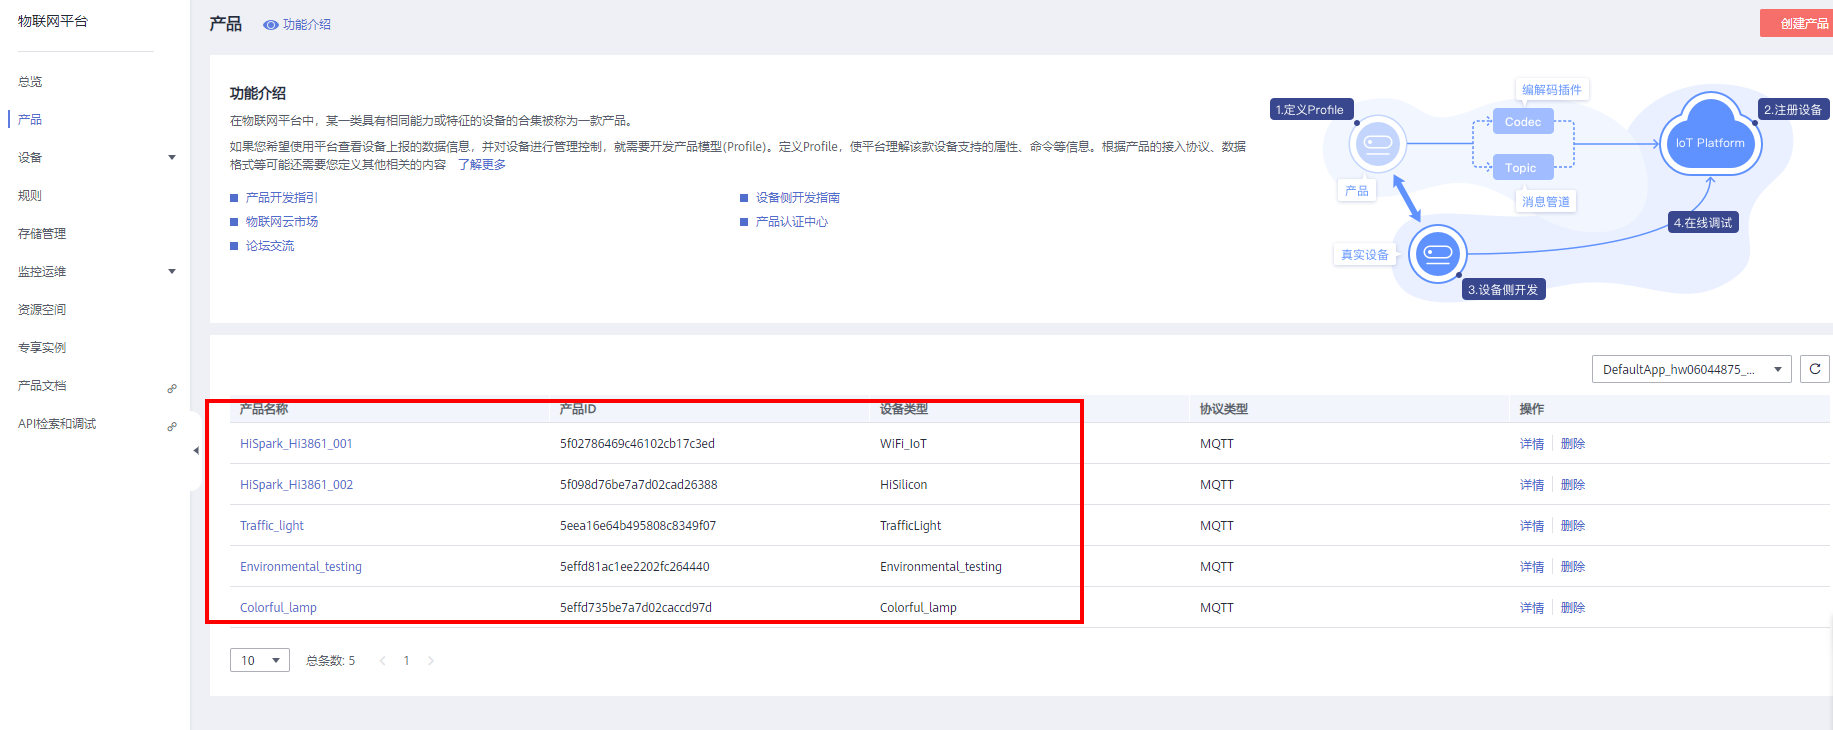 物联网平台
总览
产品
设备
规则
存储管理
监控运维
资源空间
专享实例
产品文档
API检索和调试
产品 功能介绍
创建产品
功能介绍
在物联网平台中，某一类具有相同能力或特征的设备的合集被称为一款产品。
如果您希望使用平台查看设备上报的数据信息，并对设备进行管理控制，就需要开发产品模型(Profile)。定义Profile，使平台理解该款设备支持的属性、命令等信息。根据产品的接入协议、数据
格式等可能还需要您定义其他相关的内容 了解更多
产品开发指引 设备侧开发指南
物联网云市场 产品认证中心
论坛交流
1.定义Profile
编解码插件
Codec
2.注册设备
IoT Platform
Topic
产品
消息管道
4.在线调试
真实设备
3.设备侧开发
DefaultApp_hw06044875_...
产品名称 产品ID 设备类型 协议类型 操作
HiSpark_Hi3861_001 5f02786469c46102cb17c3ed WiFi_IoT MQTT 详情 删除
HiSpark_Hi3861_002 5f098d76be7a7d02cad26388 HiSilicon MQTT 详情 删除
Traffic_light 5eea16e64b495808c8349f07 TrafficLight MQTT 详情 删除
Environmental_testing 5effd81ac1ee2202fc264440 Environmental_testing MQTT 详情 删除
Colorful_lamp 5effd735be7a7d02caccd97d Colorful_lamp MQTT 详情 删除
10 总条数: 5 < 1 >